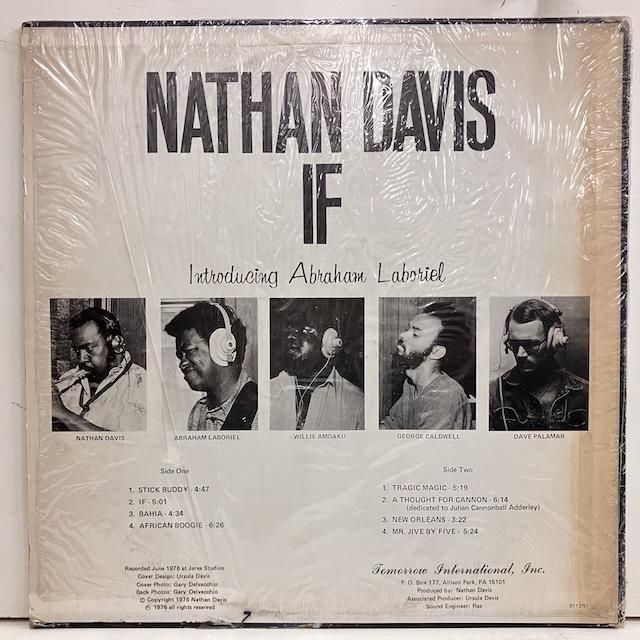 NATHAN DAVIS
IF
Introducing Abraham Laboriel
NATHAN DAVIS
ABRAHAM LABORIEL
WILLIE AMOAKU
GEORGE CALDWELL
DAVE PALAMAR
Side One
1. STICK BUDDY - 4:47
2. IF - 5:01
3. BAHIA - 4:34
4. AFRICAN BOOGIE - 6:26
Side Two
1. TRAGIC MAGIC - 5:19
2. A THOUGHT FOR CANNON - 6:14
(dedicated to Julian Cannonball Adderley)
3. NEW ORLEANS - 3:22
4. MR. JIVE BY FIVE - 5:24
Recorded June 1976 at Jeree Studios
Cover Design: Ursula Davis
Cover Photo: Gary Delvecchio
Back Photos: Gary Delvecchio
© Copyright 1976 Nathan Davis
℗ 1976 all rights reserved
Tomorrow International, Inc.
P. O. Box 177, Allison Park, PA 15101
Produced by: Nathan Davis
Associated Producer: Ursula Davis
Sound Engineer: Ras